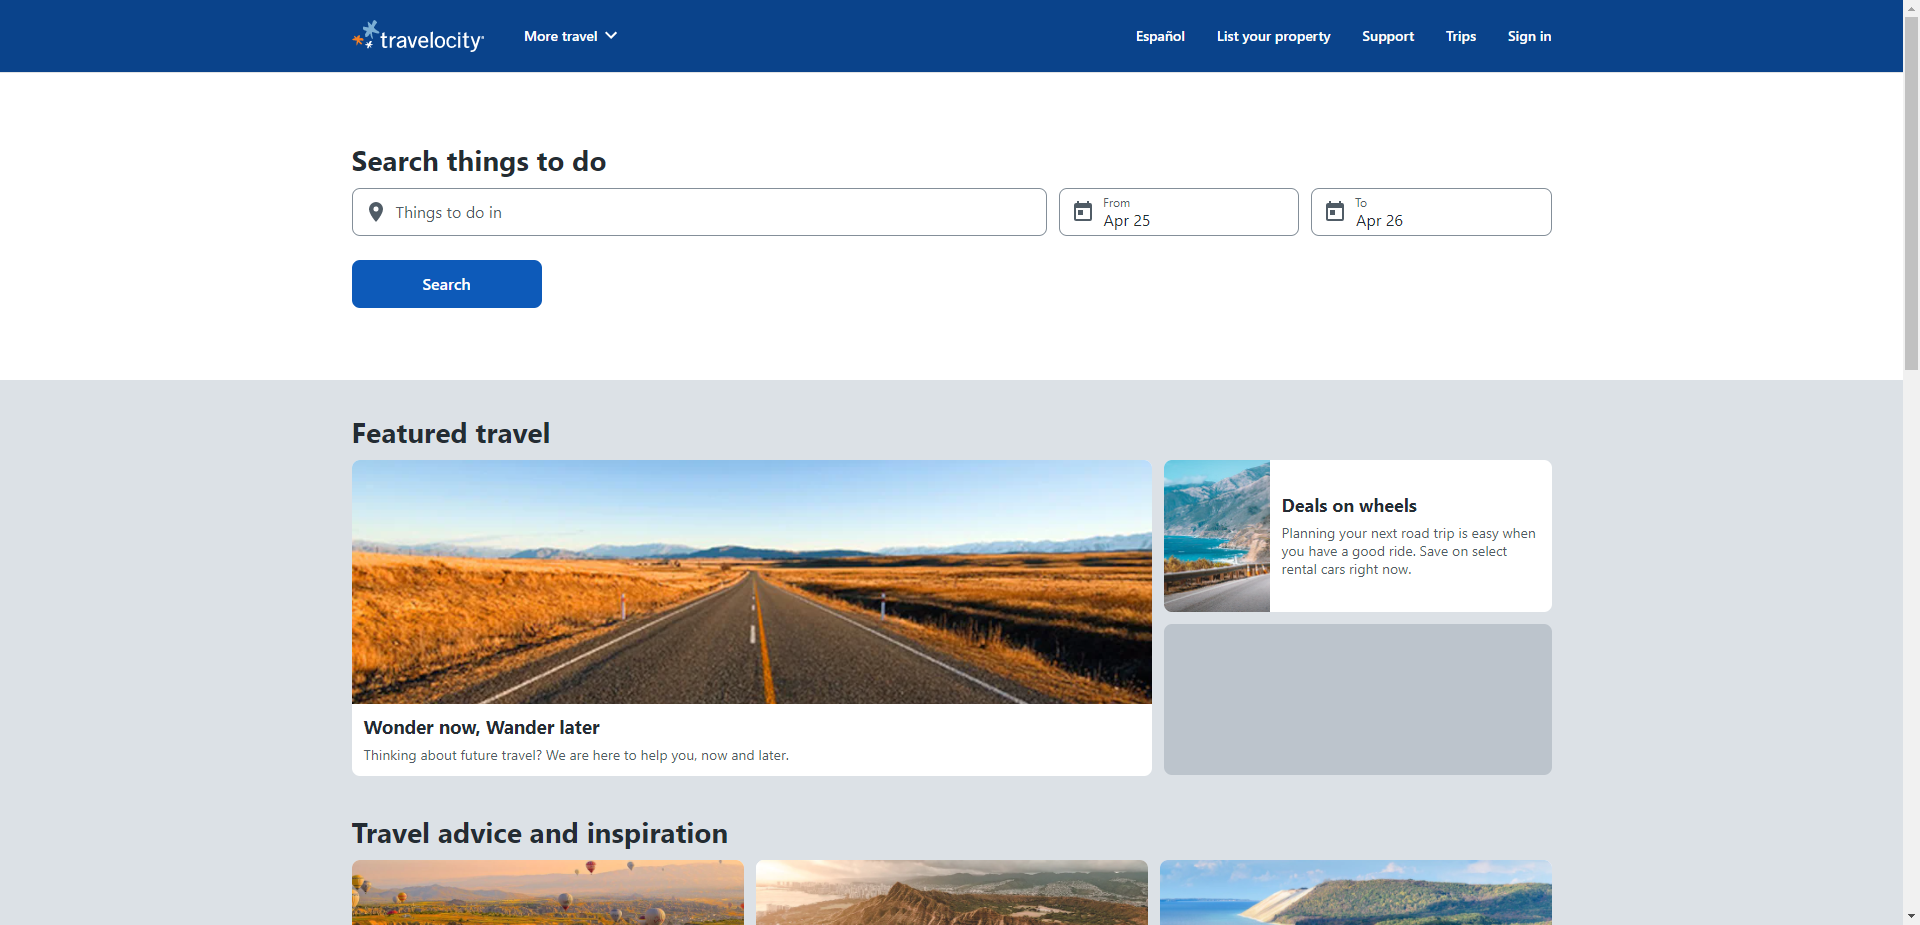 travelocity
More travel
Español
List your property
Support
Trips
Sign in
Search things to do
Things to do in
From
Apr 25
To
Apr 26
Search
Featured travel
Wonder now, Wander later
Thinking about future travel? We are here to help you, now and later.
Deals on wheels
Planning your next road trip is easy when
you have a good ride. Save on select
rental cars right now.
Travel advice and inspiration